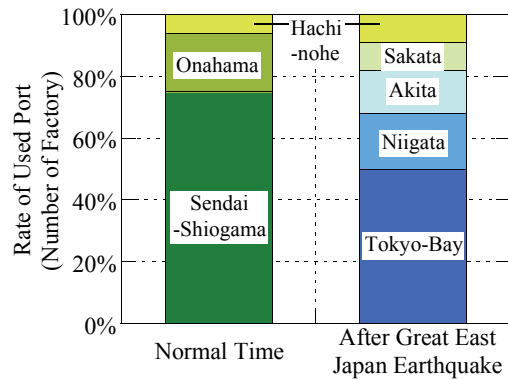 Rate of Used Port
(Number of Factory)
100%
80%
60%
40%
20%
0%
Hachi
-nohe
Onahama
Sendai
-Shiogama
Sakata
Akita
Niigata
Tokyo-Bay
Normal Time
After Great East
Japan Earthquake